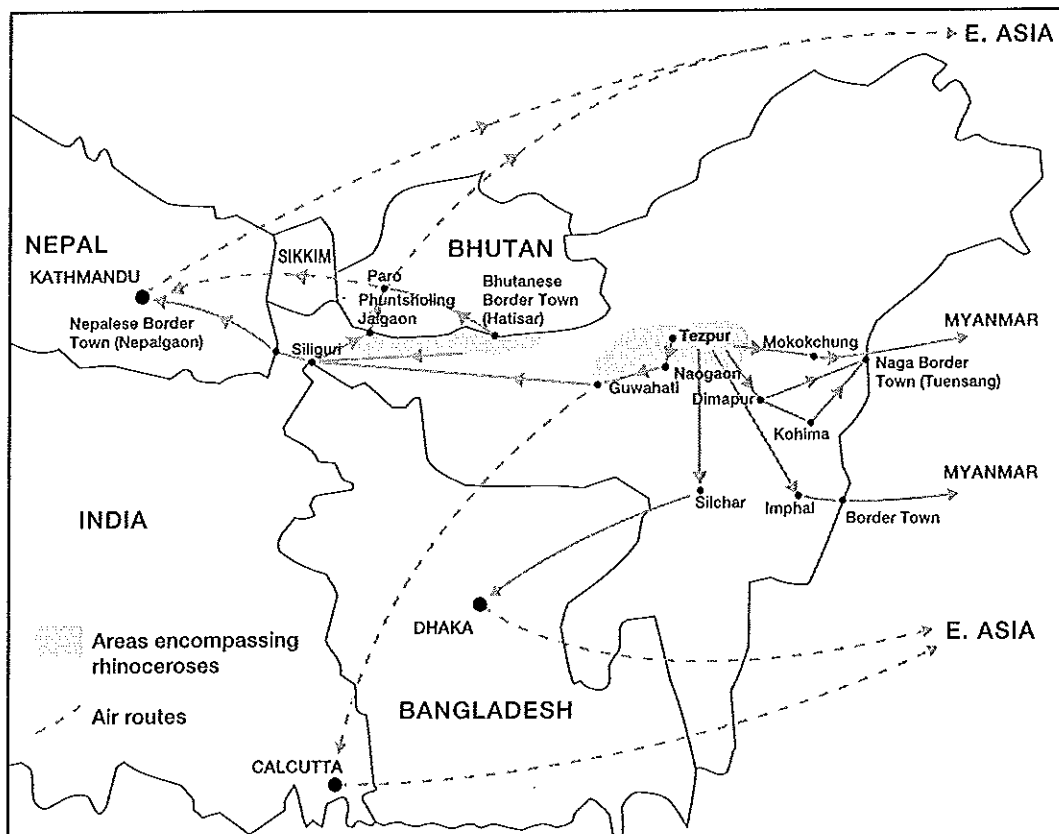 E. ASIA
NEPAL
KATHMANDU
SIKKIM
BHUTAN
Paro
Phuntsholing
Jaigaon
Bhutanese
Border Town
(Hatisar)
Nepalese Border
Town (Nepalgaon)
Siliguri
Guwahati
Tezpur
Naogaon
Dimapur
Mokokchung
MYANMAR
Naga Border
Town (Tuensang)
Kohima
Silchar
Imphal
MYANMAR
Border Town
INDIA
DHAKA
E. ASIA
Areas encompassing
rhinoceroses
Air routes
BANGLADESH
CALCUTTA